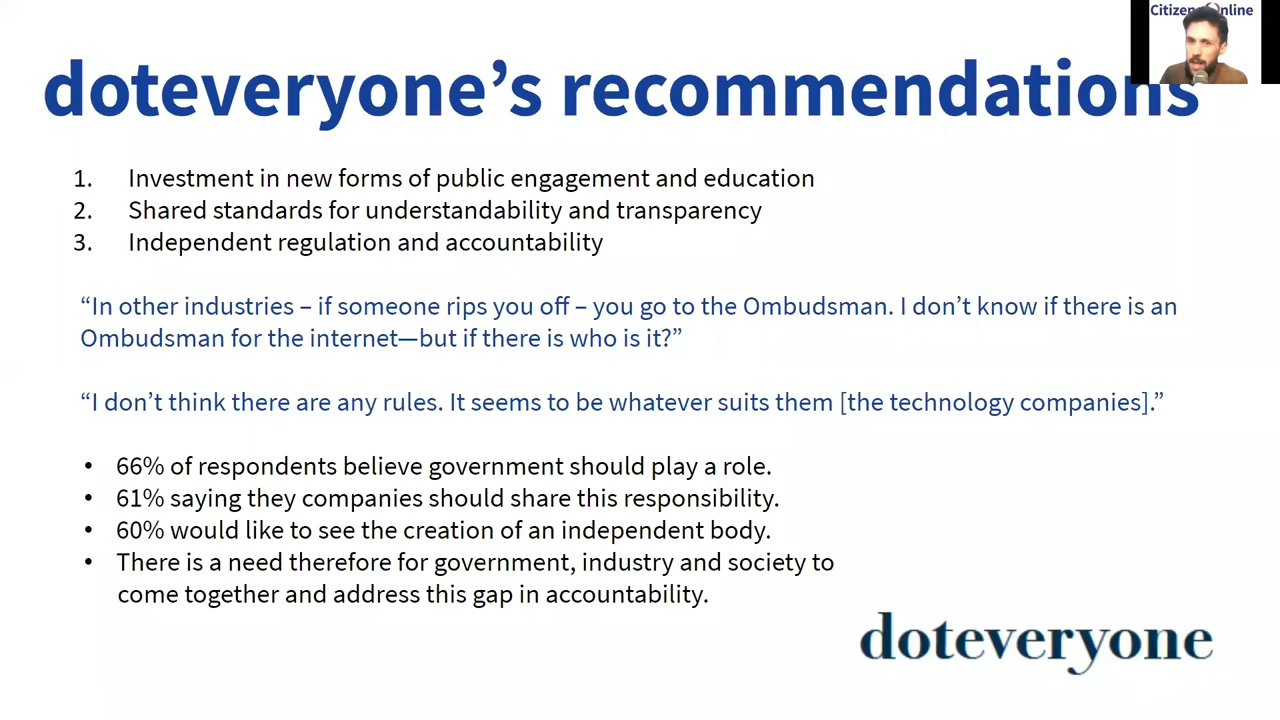 Citizens Online
doteveryone’s recommendations
1. Investment in new forms of public engagement and education
2. Shared standards for understandability and transparency
3. Independent regulation and accountability
“In other industries – if someone rips you off – you go to the Ombudsman. I don’t know if there is an
Ombudsman for the internet—but if there is who is it?”
“I don’t think there are any rules. It seems to be whatever suits them [the technology companies].”
• 66% of respondents believe government should play a role.
• 61% saying they companies should share this responsibility.
• 60% would like to see the creation of an independent body.
• There is a need therefore for government, industry and society to
come together and address this gap in accountability.
doteveryone